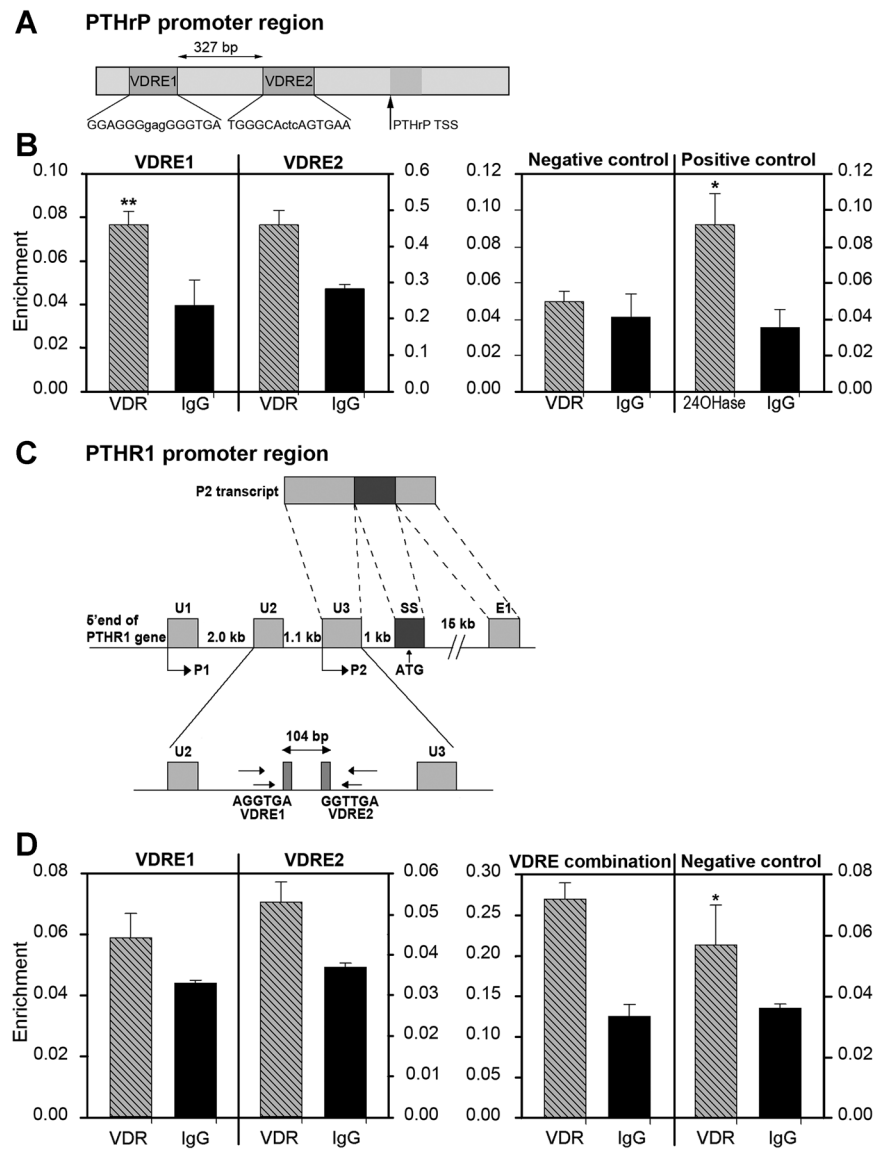 A PTHrP promoter region
327 bp
VDRE1 VDRE2
GGAGGGgagGGGTGA TGGGCActcAGTGAA PTHrP TSS
B
VDRE1 VDRE2 Negative control Positive control
0.10 0.6 0.12 0.12
** *
0.08 0.5 0.10 0.10
0.06 0.4 0.08 0.08
0.3 0.06 0.06
0.04 0.2 0.04 0.04
0.02 0.1 0.02 0.02
0.00 0.0 0.00 0.00
Enrichment
VDR IgG VDR IgG VDR IgG 24OHase IgG
C PTHR1 promoter region
P2 transcript
U1 U2 U3 SS E1
5'end of
PTHR1 gene
2.0 kb 1.1 kb 1 kb 15 kb
P1 P2 ATG
104 bp
U2 U3
AGGTGA GGTTGA
VDRE1 VDRE2
D
VDRE1 VDRE2 VDRE combination Negative control
0.08 0.06 0.30 0.08
*
0.05 0.25
0.06 0.04 0.20 0.06
0.04 0.03 0.15 0.04
0.02 0.10
0.02 0.01 0.05 0.02
0.00 0.00 0.00 0.00
Enrichment
VDR IgG VDR IgG VDR IgG VDR IgG